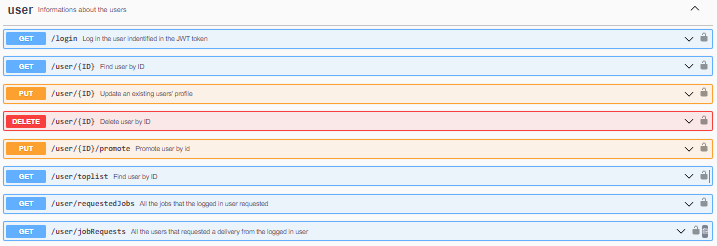 user Informations about the users
GET /login Log in the user indentified in the JWT token
GET /user/{ID} Find user by ID
PUT /user/{ID} Update an existing users' profile
DELETE /user/{ID} Delete user by ID
PUT /user/{ID}/promote Promote user by id
GET /user/toplist Find user by ID
GET /user/requestedJobs All the jobs that the logged in user requested
GET /user/jobRequests All the users that requested a delivery from the logged in user